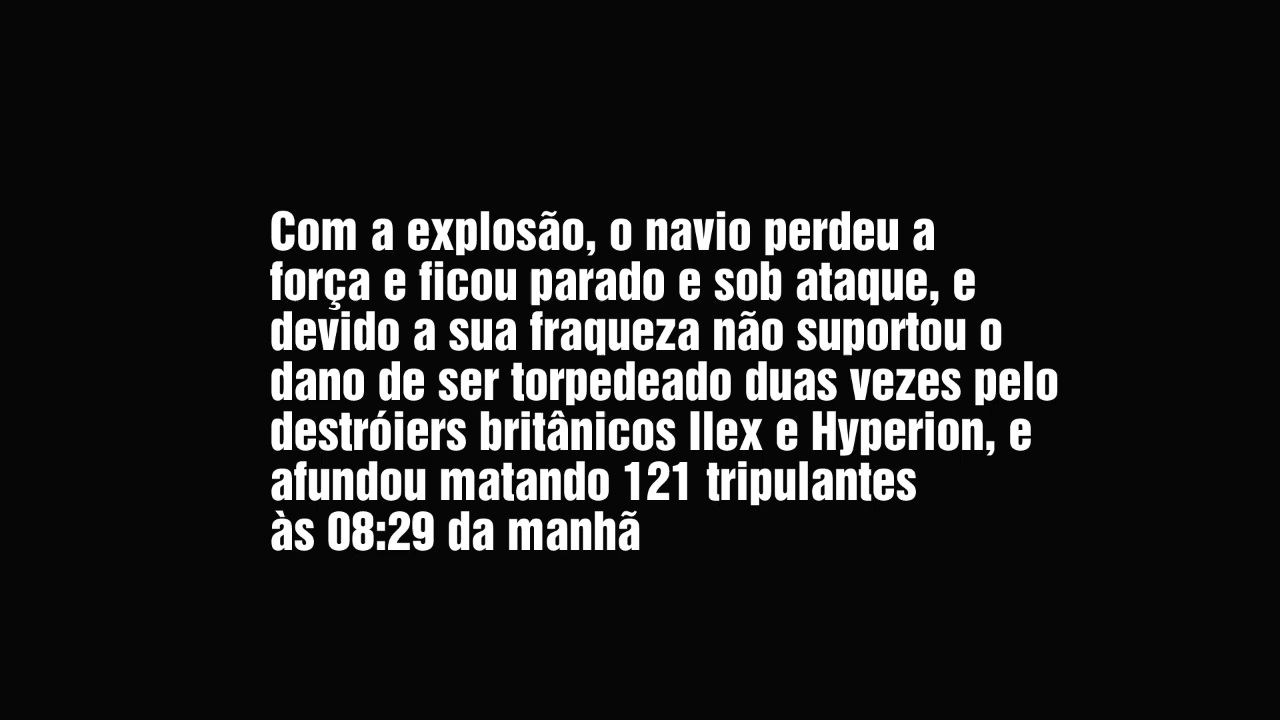 Com a explosão, o navio perdeu a
força e ficou parado e sob ataque, e
devido a sua fraqueza não suportou o
dano de ser torpedeado duas vezes pelo
destróiers britânicos Ilex e Hyperion, e
afundou matando 121 tripulantes
às 08:29 da manhã